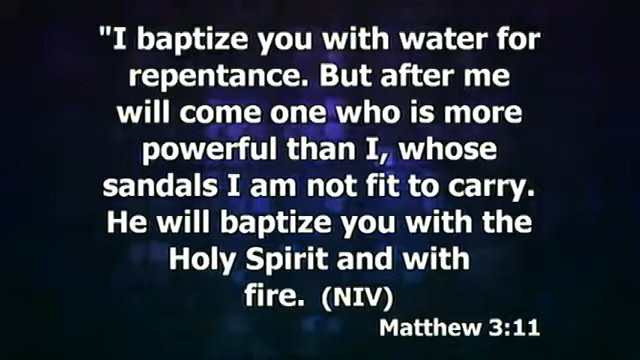 "I baptize you with water for
repentance. But after me
will come one who is more
powerful than I, whose
sandals I am not fit to carry.
He will baptize you with the
Holy Spirit and with
fire. (NIV)
Matthew 3:11